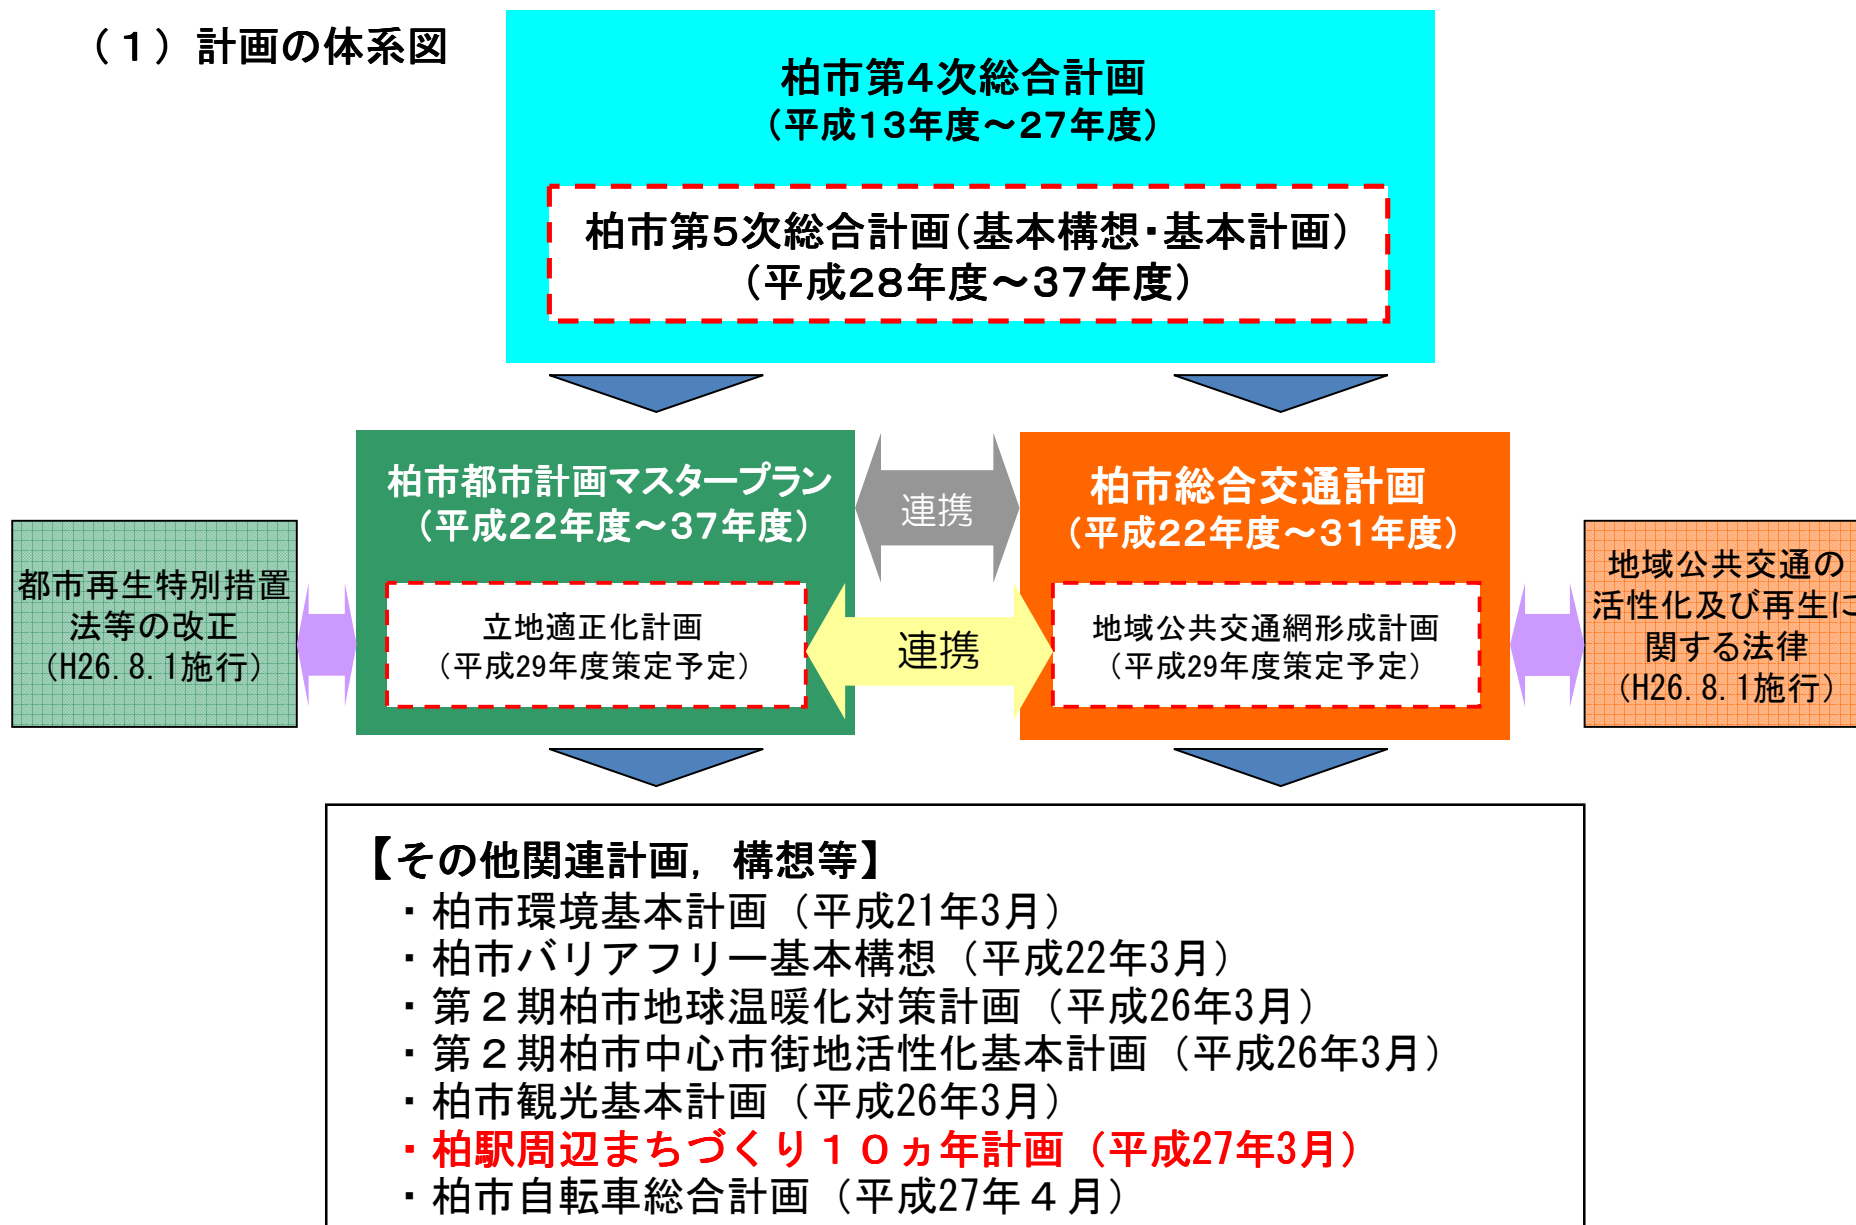 （１）計画の体系図
柏市第4次総合計画
（平成13年度～27年度）
柏市第5次総合計画（基本構想・基本計画）
（平成28年度～37年度）
柏市都市計画マスタープラン
（平成22年度～37年度）
連携
柏市総合交通計画
（平成22年度～31年度）
都市再生特別措置
法等の改正
（H26.8.1施行）
立地適正化計画
（平成29年度策定予定）
連携
地域公共交通網形成計画
（平成29年度策定予定）
地域公共交通の
活性化及び再生に
関する法律
（H26.8.1施行）
【その他関連計画，構想等】
・柏市環境基本計画（平成21年3月）
・柏市バリアフリー基本構想（平成22年3月）
・第２期柏市地球温暖化対策計画（平成26年3月）
・第２期柏市中心市街地活性化基本計画（平成26年3月）
・柏市観光基本計画（平成26年3月）
・柏駅周辺まちづくり１０ヵ年計画（平成27年3月）
・柏市自転車総合計画（平成27年４月）